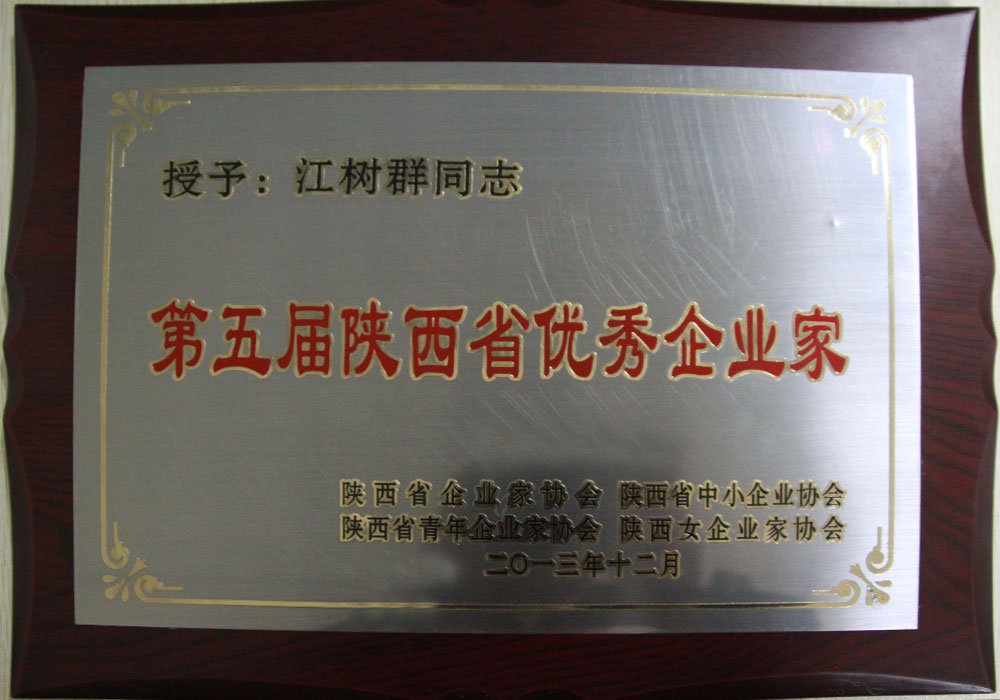 授予：江树群同志
第五届陕西省优秀企业家
陕西省企业家协会 陕西省中小企业协会
陕西省青年企业家协会 陕西女企业家协会
二〇一三年十二月